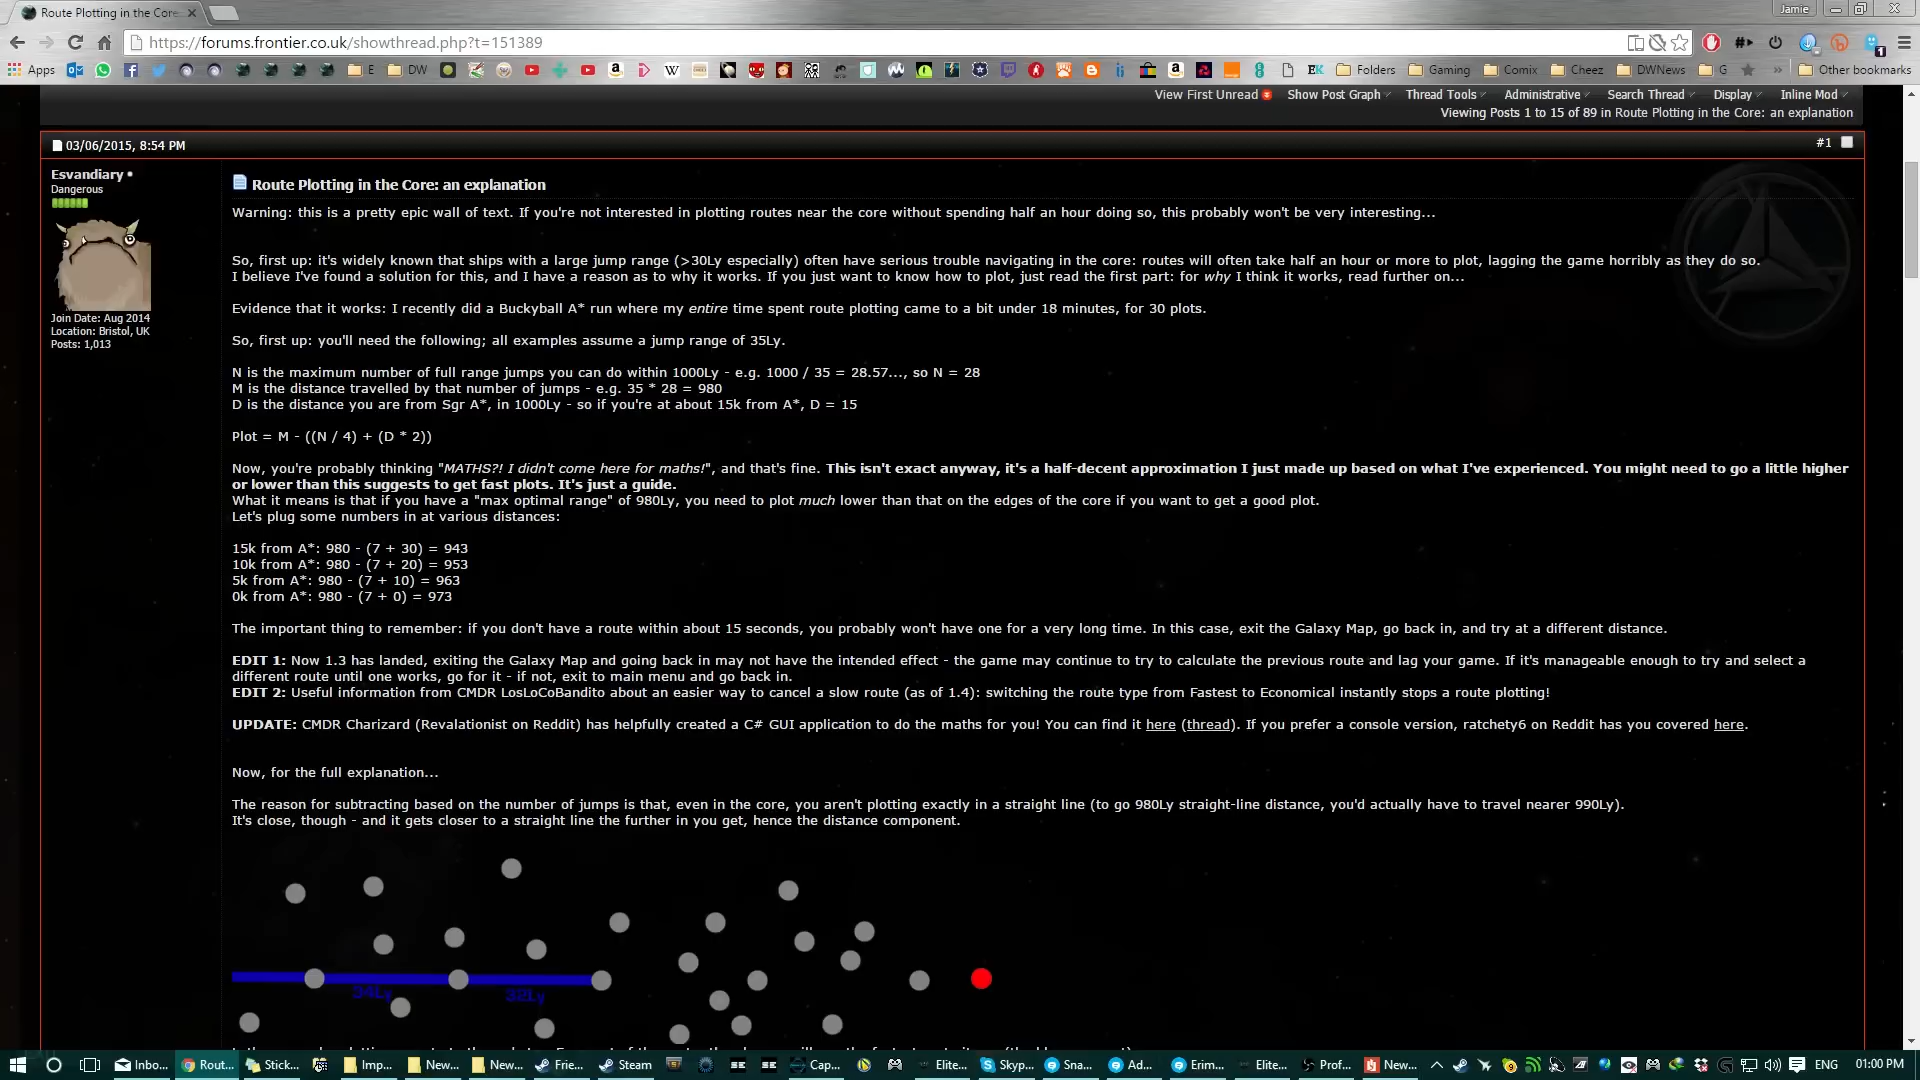 Route Plotting in the Core
Jamie
https://forums.frontier.co.uk/showthread.php?t=151389
Apps E DW Folders Gaming Comix Cheez DWNews G » Other bookmarks
View First Unread Show Post Graph Thread Tools Administrative Search Thread Display Inline Mod
Viewing Posts 1 to 15 of 89 in Route Plotting in the Core: an explanation
03/06/2015, 8:54 PM #1
Esvandiary •
Dangerous
Join Date: Aug 2014
Location: Bristol, UK
Posts: 1,013
Route Plotting in the Core: an explanation
Warning: this is a pretty epic wall of text. If you're not interested in plotting routes near the core without spending half an hour doing so, this probably won't be very interesting...
So, first up: it's widely known that ships with a large jump range (>30Ly especially) often have serious trouble navigating in the core: routes will often take half an hour or more to plot, lagging the game horribly as they do so.
I believe I've found a solution for this, and I have a reason as to why it works. If you just want to know how to plot, just read the first part: for why I think it works, read further on...
Evidence that it works: I recently did a Buckyball A* run where my entire time spent route plotting came to a bit under 18 minutes, for 30 plots.
So, first up: you'll need the following; all examples assume a jump range of 35Ly.
N is the maximum number of full range jumps you can do within 1000Ly - e.g. 1000 / 35 = 28.57..., so N = 28
M is the distance travelled by that number of jumps - e.g. 35 * 28 = 980
D is the distance you are from Sgr A*, in 1000Ly - so if you're at about 15k from A*, D = 15
Plot = M - ((N / 4) + (D * 2))
Now, you're probably thinking "MATHS?! I didn't come here for maths!", and that's fine. This isn't exact anyway, it's a half-decent approximation I just made up based on what I've experienced. You might need to go a little higher
or lower than this suggests to get fast plots. It's just a guide.
What it means is that if you have a "max optimal range" of 980Ly, you need to plot much lower than that on the edges of the core if you want to get a good plot.
Let's plug some numbers in at various distances:
15k from A*: 980 - (7 + 30) = 943
10k from A*: 980 - (7 + 20) = 953
5k from A*: 980 - (7 + 10) = 963
0k from A*: 980 - (7 + 0) = 973
The important thing to remember: if you don't have a route within about 15 seconds, you probably won't have one for a very long time. In this case, exit the Galaxy Map, go back in, and try at a different distance.
EDIT 1: Now 1.3 has landed, exiting the Galaxy Map and going back in may not have the intended effect - the game may continue to try to calculate the previous route and lag your game. If it's manageable enough to try and select a
different route until one works, go for it - if not, exit to main menu and go back in.
EDIT 2: Useful information from CMDR LosLoCoBandito about an easier way to cancel a slow route (as of 1.4): switching the route type from Fastest to Economical instantly stops a route plotting!
UPDATE: CMDR Charizard (Revalationist on Reddit) has helpfully created a C# GUI application to do the maths for you! You can find it here (thread). If you prefer a console version, ratchety6 on Reddit has you covered here.
Now, for the full explanation...
The reason for subtracting based on the number of jumps is that, even in the core, you aren't plotting exactly in a straight line (to go 980Ly straight-line distance, you'd actually have to travel nearer 990Ly).
It's close, though - and it gets closer to a straight line the further in you get, hence the distance component.
34Ly 32Ly
Inbo... Rout... Stick... Imp... New... New... Frie... Steam Cap... Elite... Skyp... Sna... Ad... Erim... Elite... Prof... New... ENG 01:00 PM